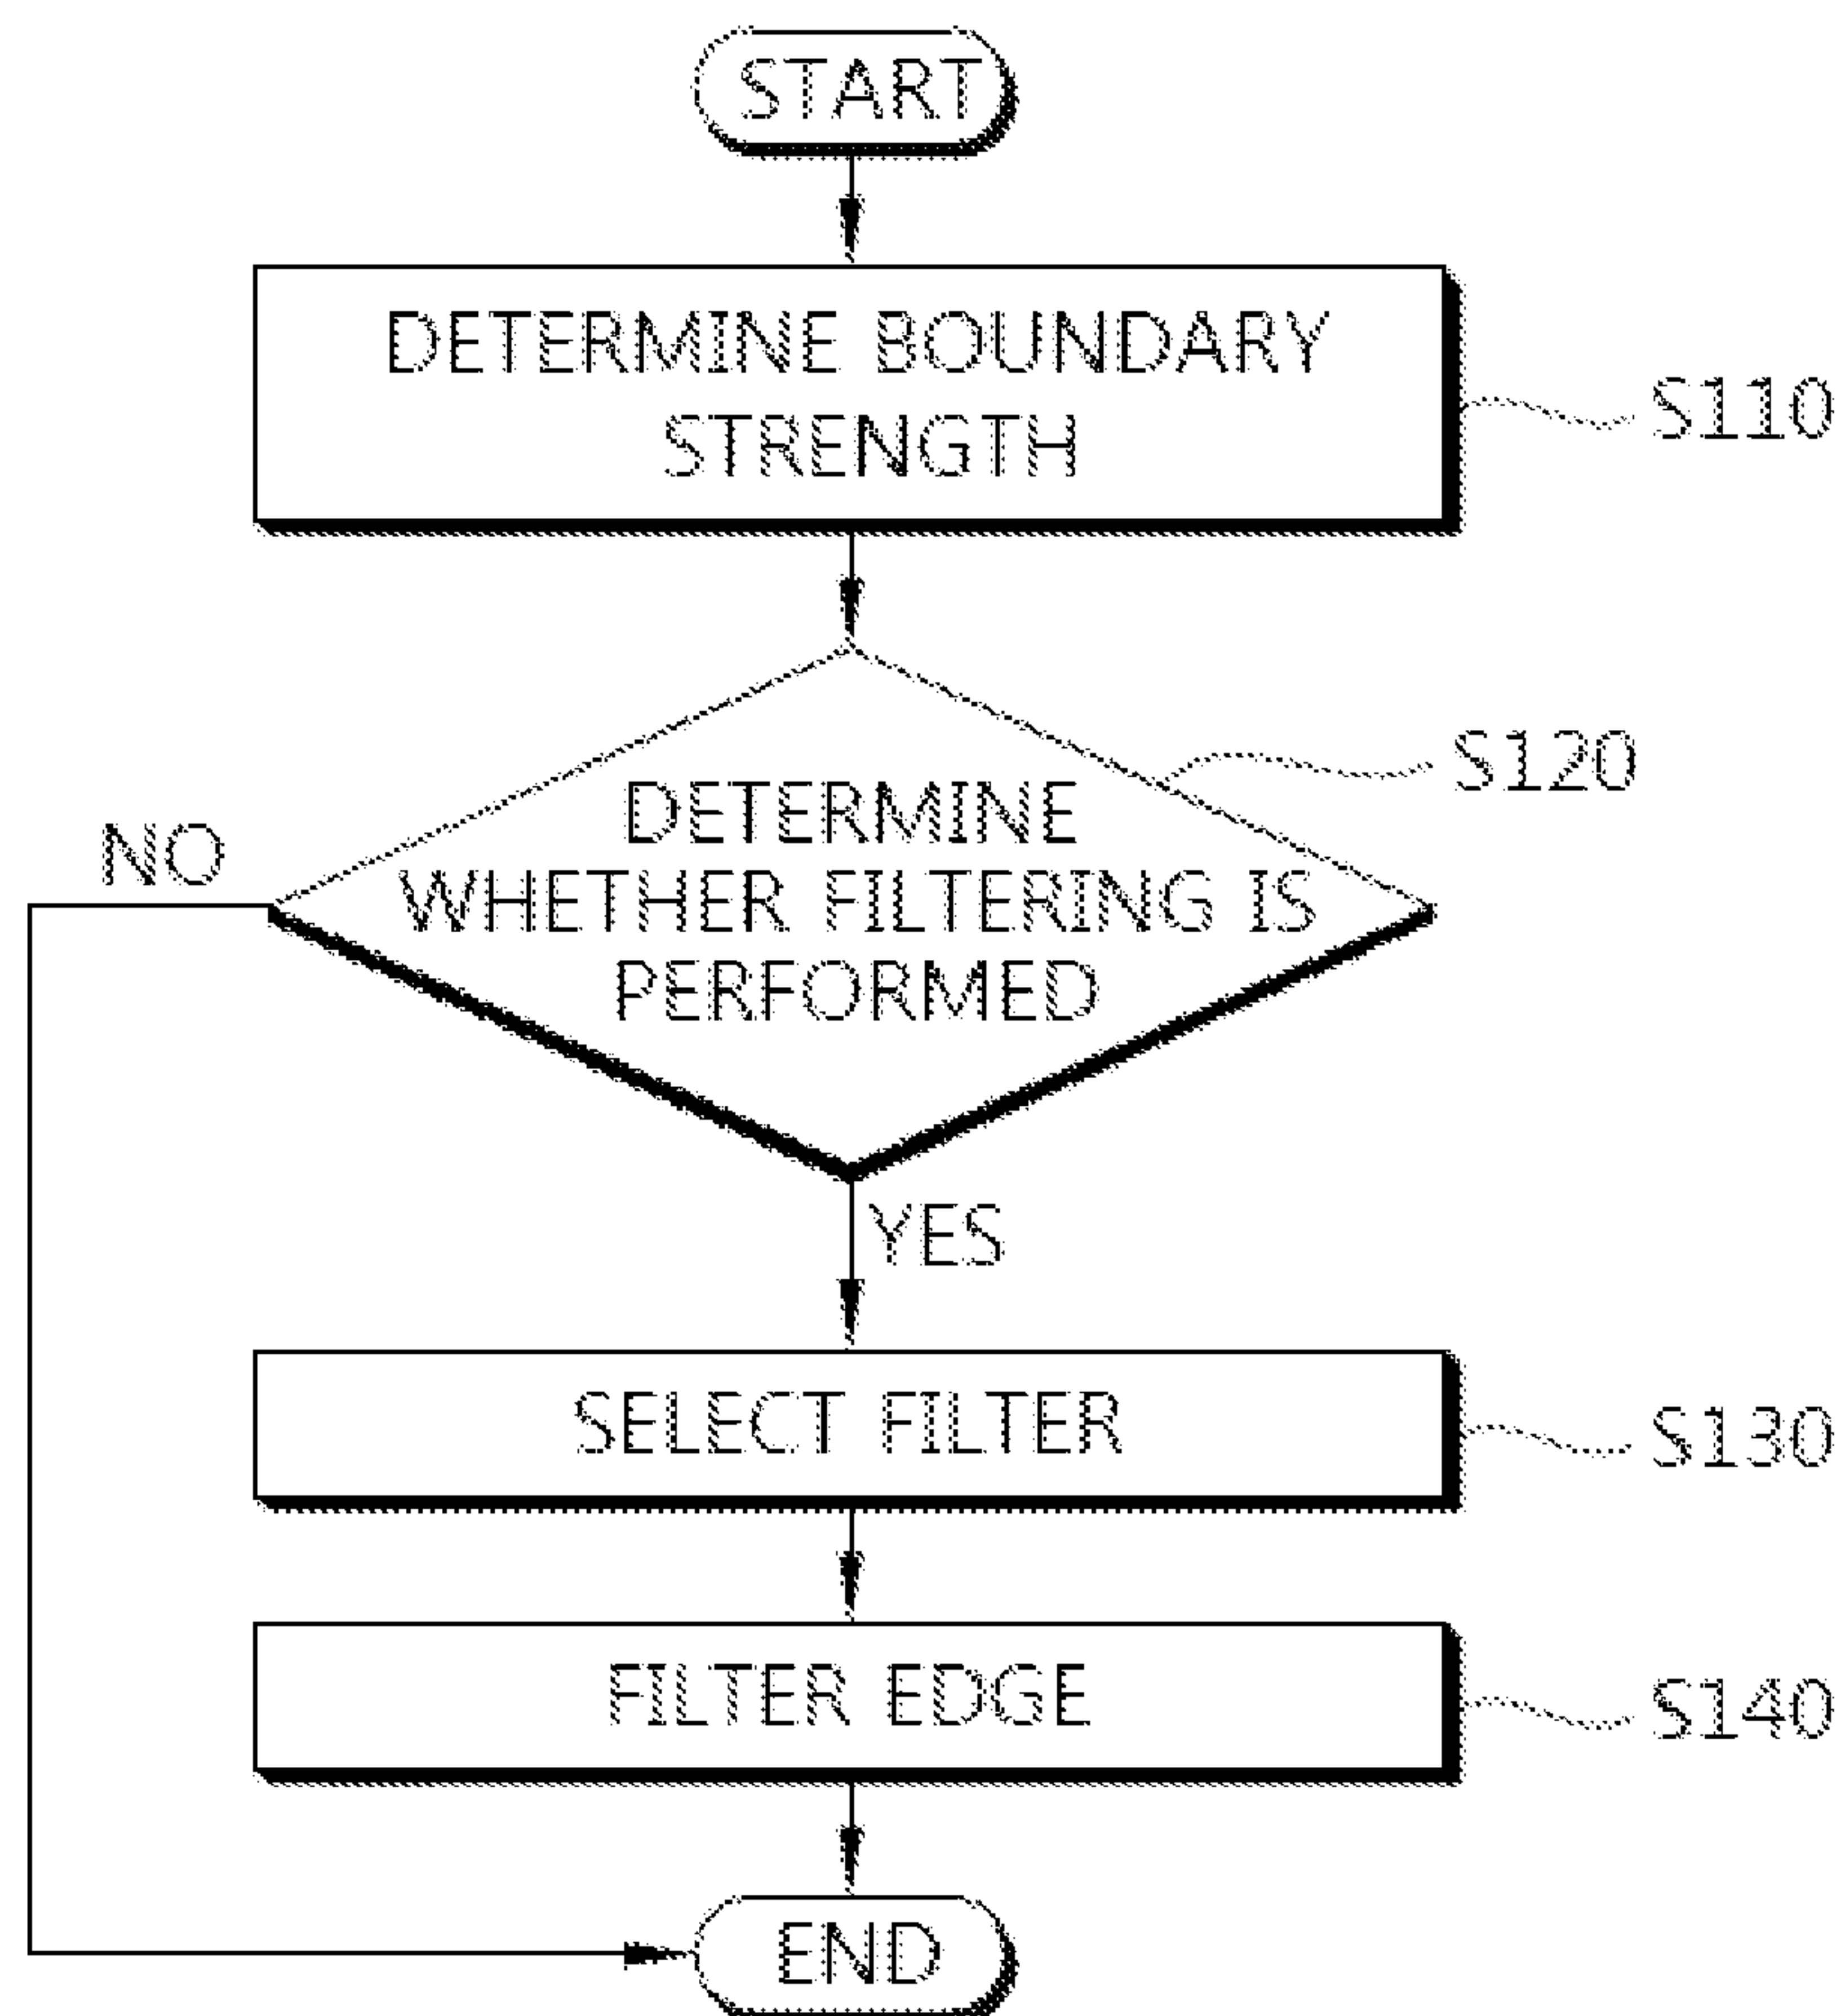 START
DETERMINE BOUNDARY
STRENGTH
S110
S120
DETERMINE
WHETHER FILTERING IS
PERFORMED
NO
YES
SELECT FILTER
S130
FILTER EDGE
S140
END